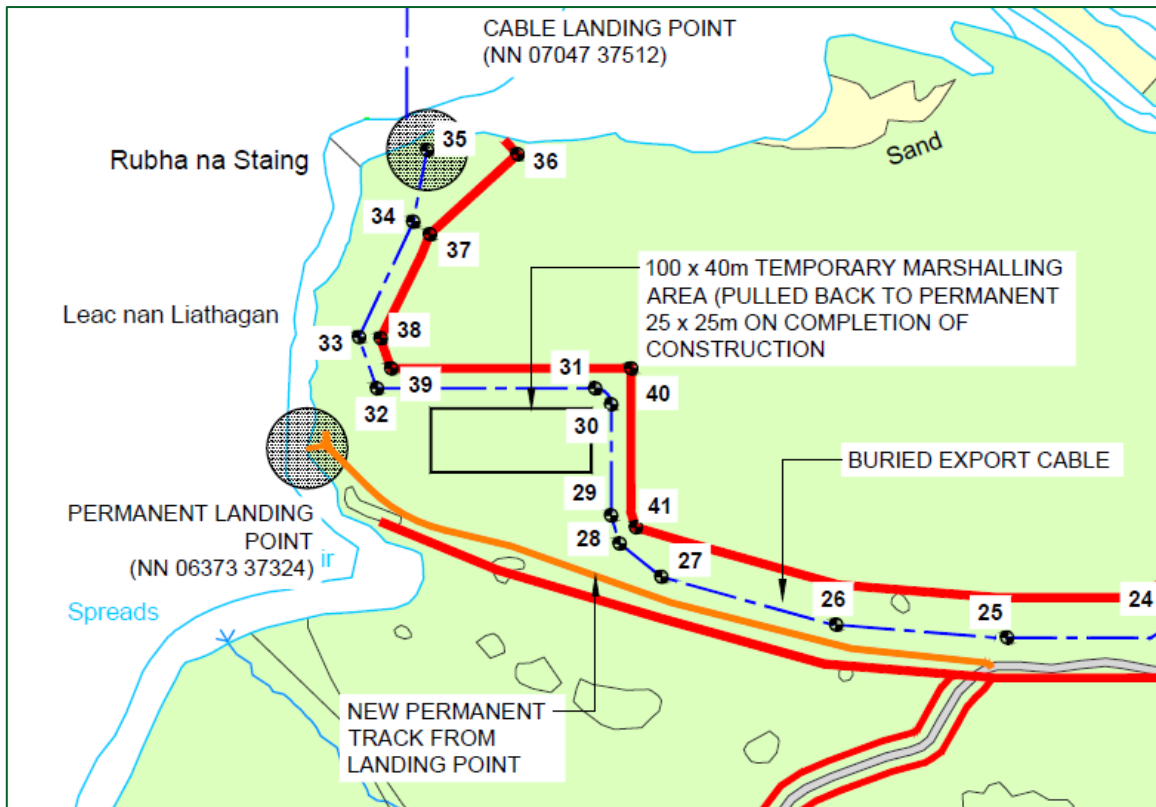 CABLE LANDING POINT
(NN 07047 37512)
35
Rubha na Staing
36
Sand
34
37
100 x 40m TEMPORARY MARSHALLING
AREA (PULLED BACK TO PERMANENT
25 x 25m ON COMPLETION OF
CONSTRUCTION
Leac nan Liathagan
33
38
31
39
40
32
30
BURIED EXPORT CABLE
29
PERMANENT LANDING
POINT
(NN 06373 37324)
ir
Spreads
41
28
27
26
25
24
NEW PERMANENT
TRACK FROM
LANDING POINT